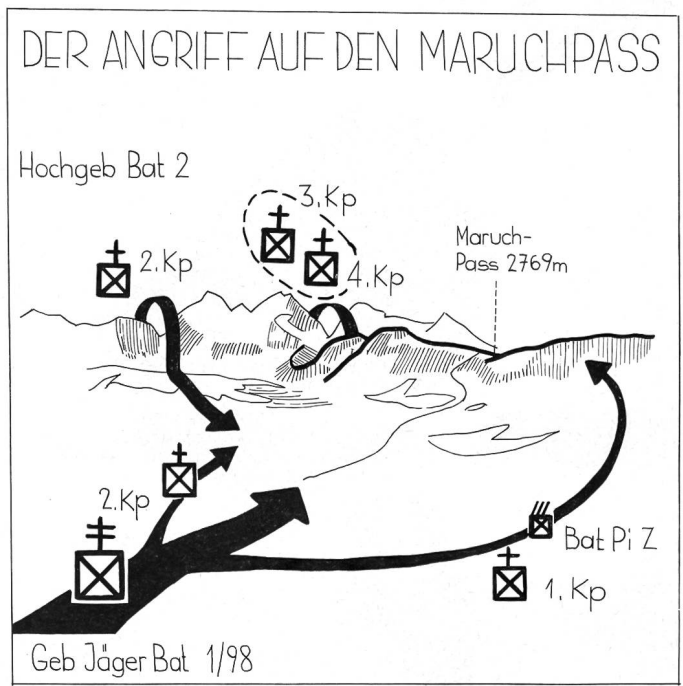 DER ANGRIFF AUF DEN MARUCHPASS
Hochgeb Bat 2
3.Kp
2.Kp
4.Kp
Maruch-
Pass 2769m
2.Kp
Bat Pi Z
1.Kp
Geb Jäger Bat 1/98